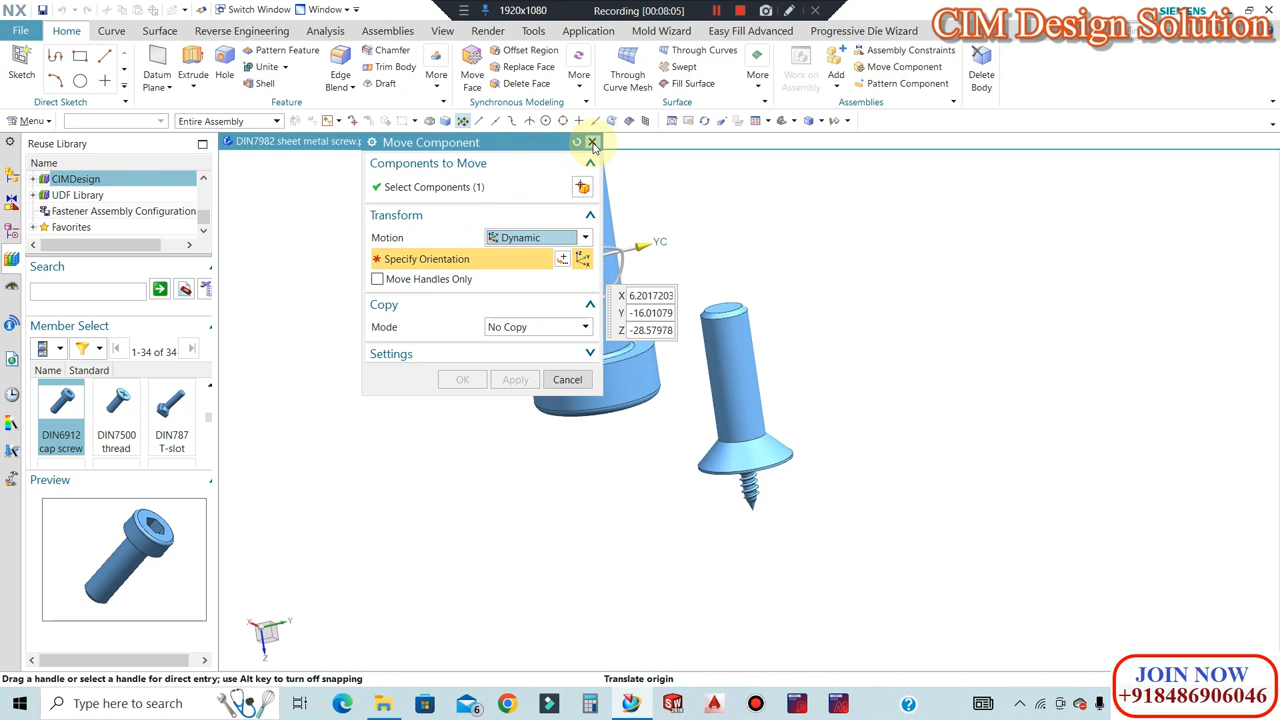 NX
Switch Window
Window
1920x1080
Recording [00:08:05]
SIEMENS
CIM Design Solution
File
Home
Curve
Surface
Reverse Engineering
Analysis
Assemblies
View
Render
Tools
Application
Mold Wizard
Easy Fill Advanced
Progressive Die Wizard
Sketch
Datum Plane
Extrude
Hole
Pattern Feature
Unite
Shell
Edge Blend
Chamfer
Trim Body
Draft
More
Move Face
Offset Region
Replace Face
Delete Face
More
Through Curve Mesh
Through Curves
Swept
Fill Surface
More
Work on Assembly
Add
Assembly Constraints
Move Component
Pattern Component
Delete Body
Direct Sketch
Feature
Synchronous Modeling
Surface
Assemblies
Menu
Entire Assembly
Reuse Library
Name
CIMDesign
UDF Library
Fastener Assembly Configuration
Favorites
Search
Member Select
1-34 of 34
Name
Standard
DIN6912 cap screw
DIN7500 thread
DIN787 T-slot
Preview
DIN7982 sheet metal screw.p
Move Component
Components to Move
Select Components (1)
Transform
Motion
Dynamic
Specify Orientation
Move Handles Only
Copy
Mode
No Copy
Settings
OK
Apply
Cancel
YC
X 6.2017203
Y -16.01079
Z -28.57978
X
Y
Z
Drag a handle or select a handle for direct entry; use Alt key to turn off snapping
Translate origin
JOIN NOW
+918486906046
Type here to search
6